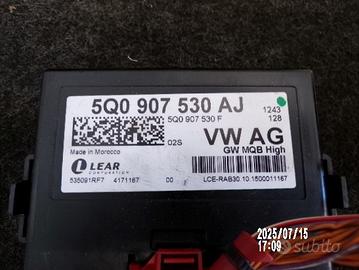 5Q0 907 530 AJ
1243
5Q0 907 530 F
128
02S
VW AG
GW MQB High
Made in Morocco
LEAR
CORPORATION
535091RF7 4171167 00 LCE-RAB30.10.1500011167
2025/07/15
17:09
subito